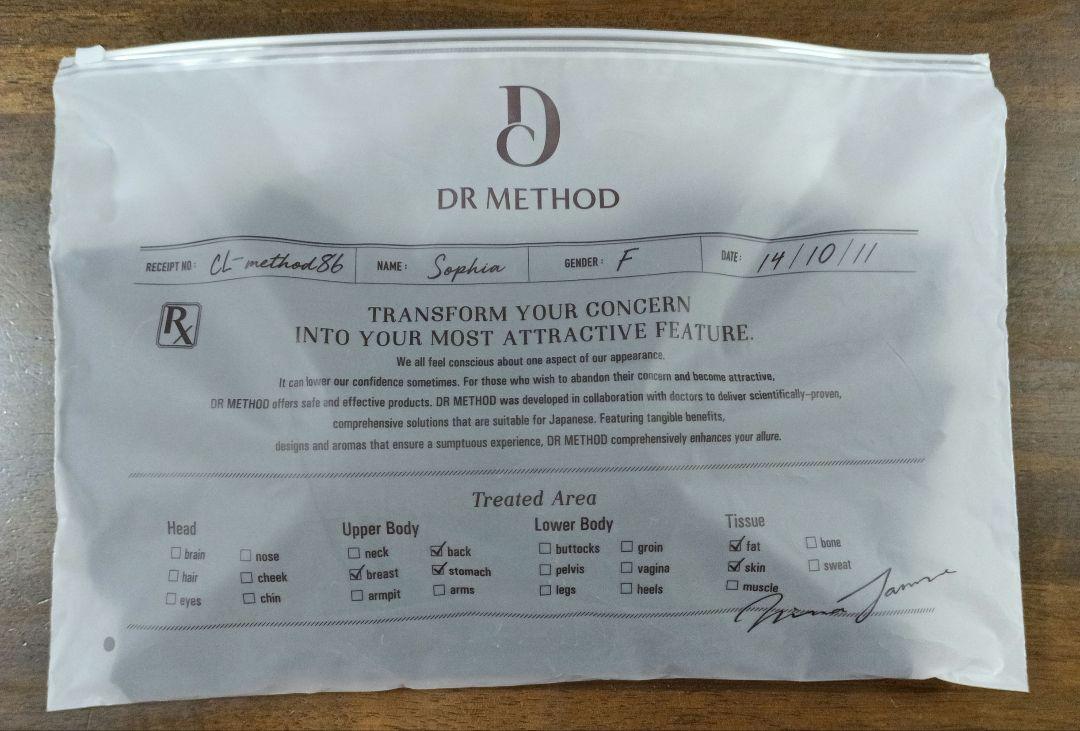 DC
DR METHOD
RECEIPT NO: CL-method86 NAME: Sophia GENDER: F DATE: 14/10/11
Rx
TRANSFORM YOUR CONCERN
INTO YOUR MOST ATTRACTIVE FEATURE.
We all feel conscious about one aspect of our appearance.
It can lower our confidence sometimes. For those who wish to abandon their concern and become attractive,
DR METHOD offers safe and effective products. DR METHOD was developed in collaboration with doctors to deliver scientifically-proven,
comprehensive solutions that are suitable for Japanese. Featuring tangible benefits,
designs and aromas that ensure a sumptuous experience, DR METHOD comprehensively enhances your allure.
Treated Area
Head Upper Body Lower Body Tissue
brain nose neck back buttocks groin fat bone
hair cheek breast stomach pelvis vagina skin sweat
eyes chin armpit arms legs heels muscle